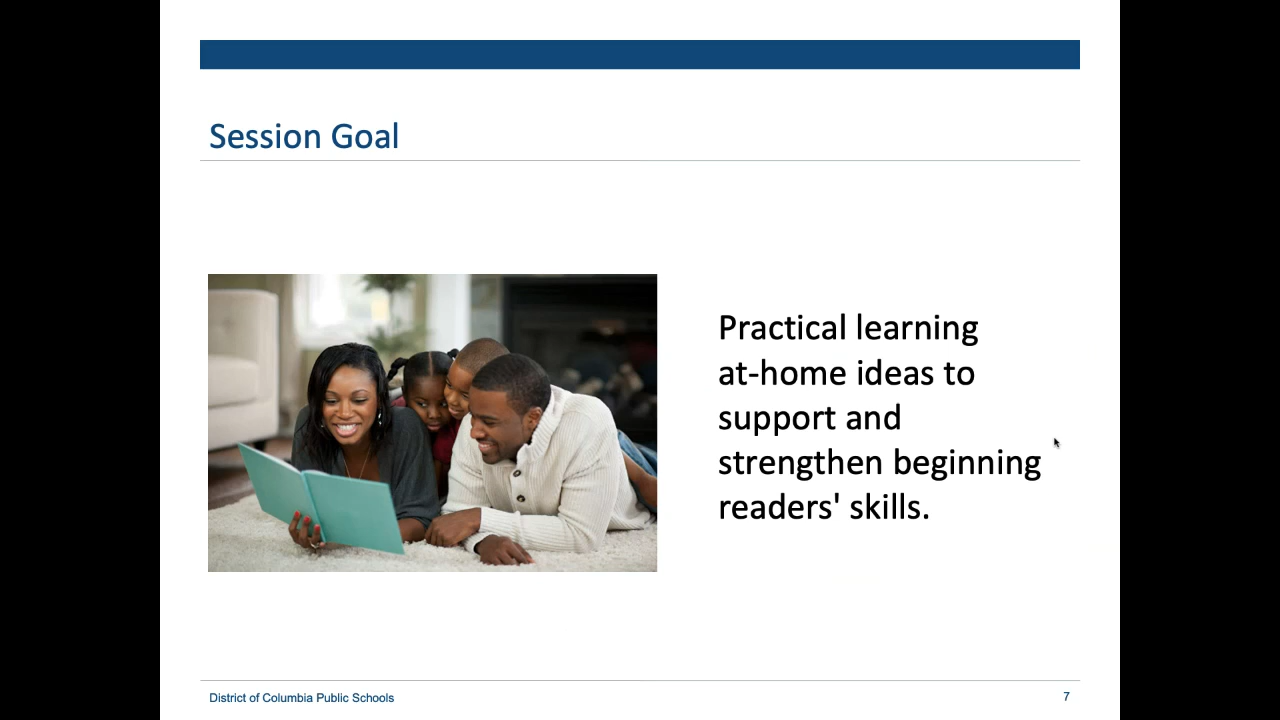 Session Goal
Practical learning
at-home ideas to
support and
strengthen beginning
readers' skills.
District of Columbia Public Schools
7